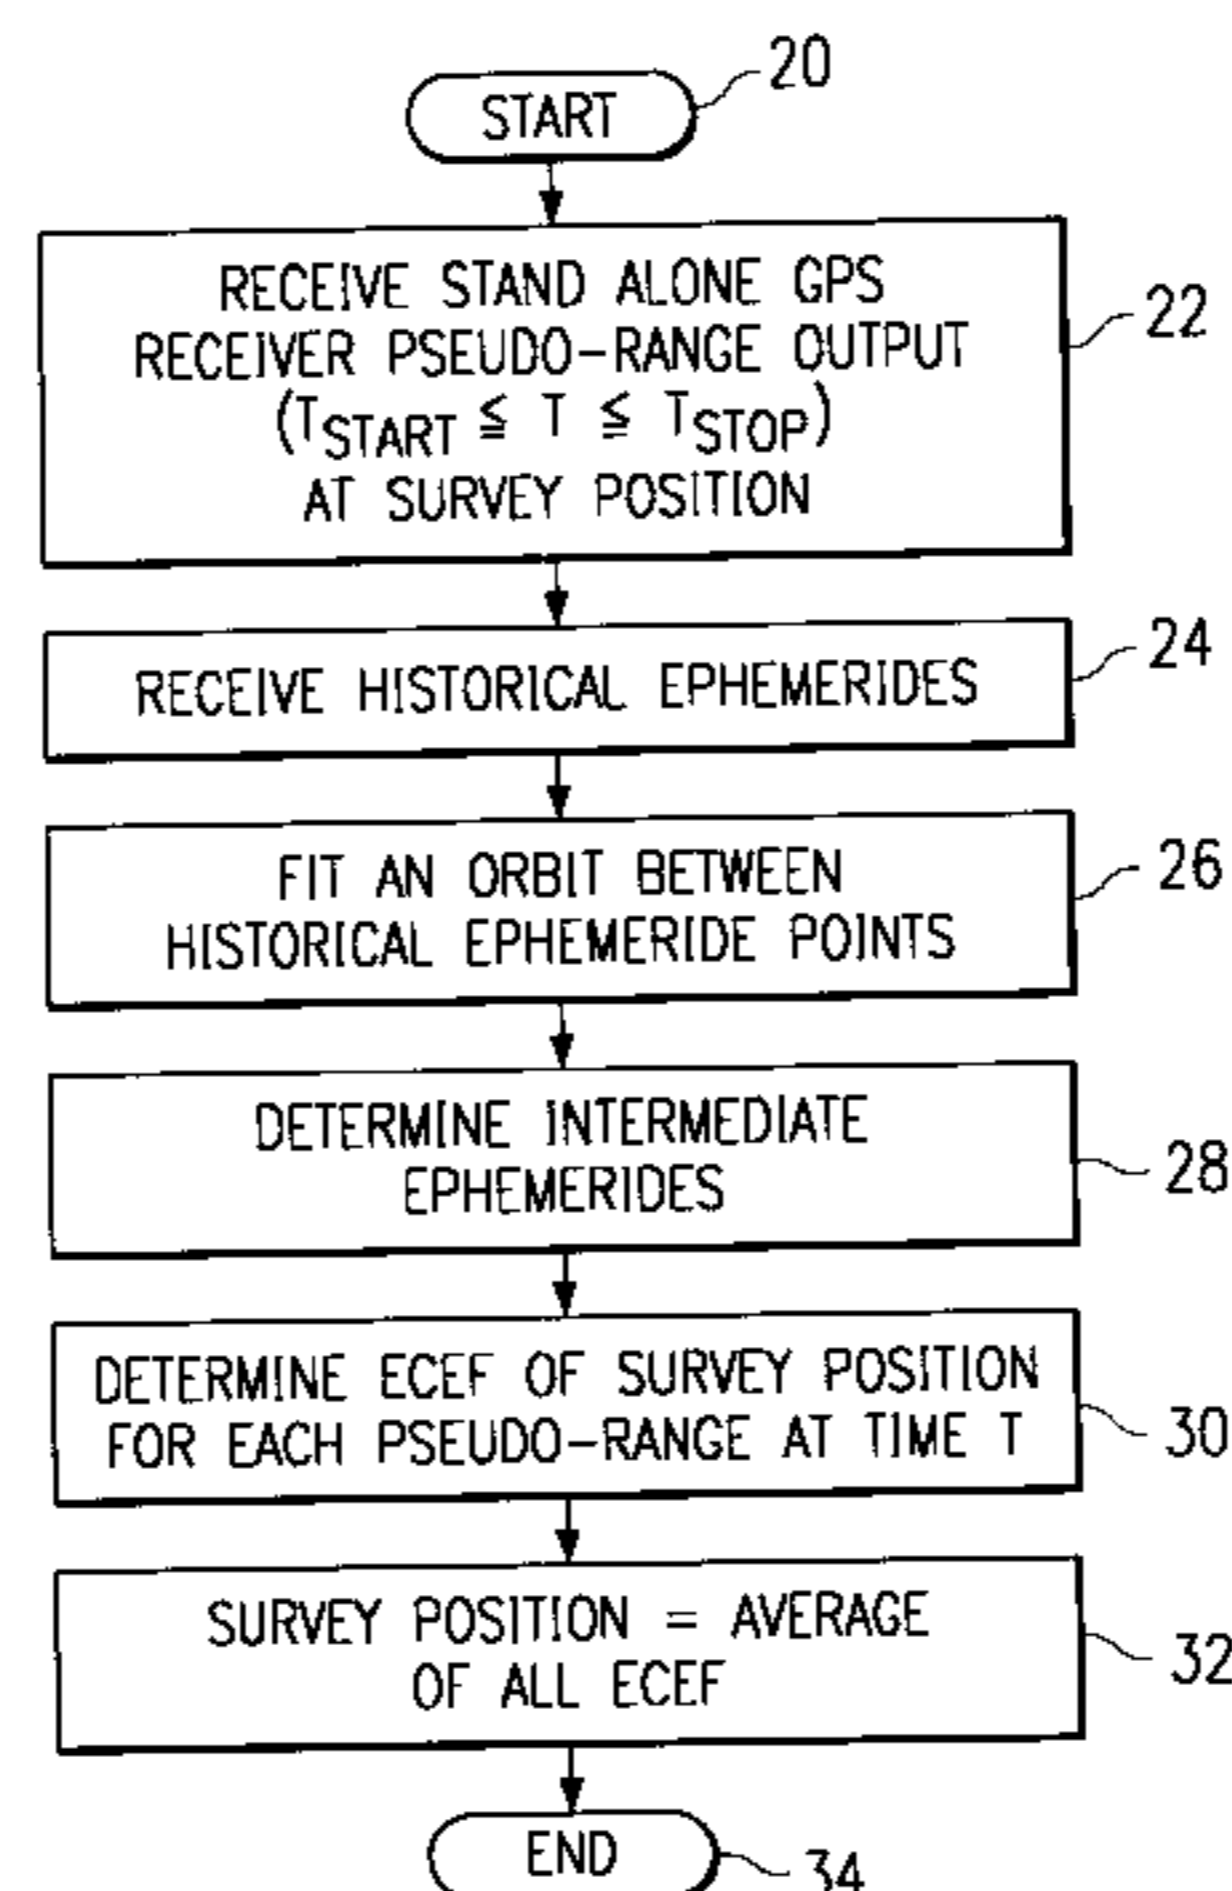 START
20
RECEIVE STAND ALONE GPS
RECEIVER PSEUDO-RANGE OUTPUT
(TSTART ≦ T ≦ TSTOP)
AT SURVEY POSITION
22
RECEIVE HISTORICAL EPHEMERIDES
24
FIT AN ORBIT BETWEEN
HISTORICAL EPHEMERIDE POINTS
26
DETERMINE INTERMEDIATE
EPHEMERIDES
28
DETERMINE ECEF OF SURVEY POSITION
FOR EACH PSEUDO-RANGE AT TIME T
30
SURVEY POSITION = AVERAGE
OF ALL ECEF
32
END
34